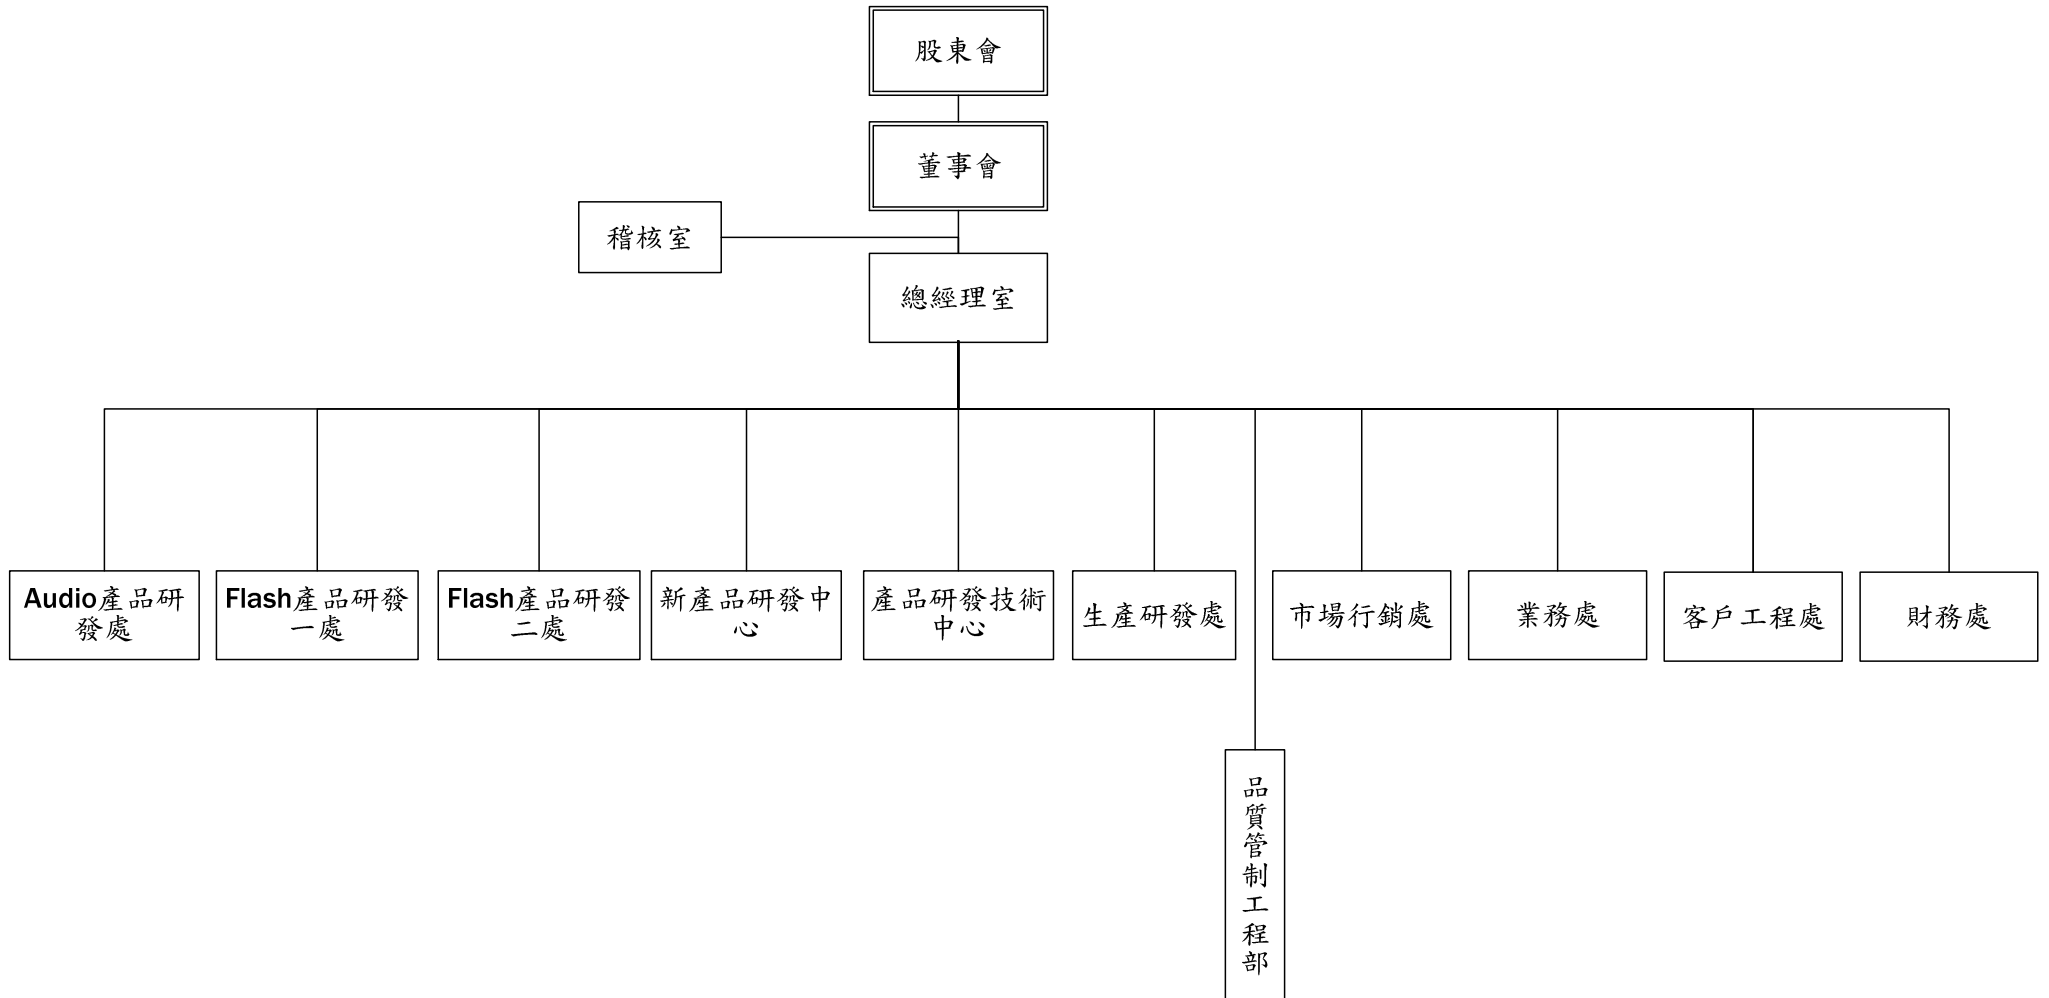 股東會
董事會
稽核室
總經理室
Audio產品研
發處
Flash產品研發
一處
Flash產品研發
二處
新產品研發中
心
產品研發技術
中心
生產研發處
市場行銷處
業務處
客戶工程處
財務處
品質管制工程部